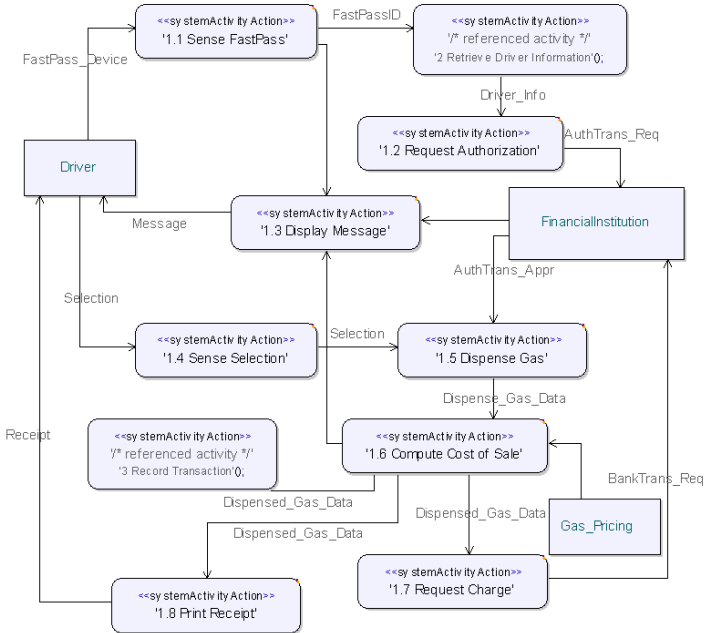 <<systemActivity Action>>
'1.1 Sense FastPass'
FastPassID
<<systemActivity Action>>
'/* referenced activity */'
'2 Retrieve Driver Information'();
FastPass_Device
Driver_Info
<<systemActivity Action>>
'1.2 Request Authorization'
AuthTrans_Req
Driver
<<systemActivity Action>>
'1.3 Display Message'
Message
FinancialInstitution
AuthTrans_Appr
Selection
<<systemActivity Action>>
'1.4 Sense Selection'
Selection
<<systemActivity Action>>
'1.5 Dispense Gas'
Dispense_Gas_Data
Receipt
<<systemActivity Action>>
'/* referenced activity */'
'3 Record Transaction'();
<<systemActivity Action>>
'1.6 Compute Cost of Sale'
BankTrans_Req
Dispensed_Gas_Data
Dispensed_Gas_Data
Dispensed_Gas_Data
Gas_Pricing
<<systemActivity Action>>
'1.7 Request Charge'
<<systemActivity Action>>
'1.8 Print Receipt'